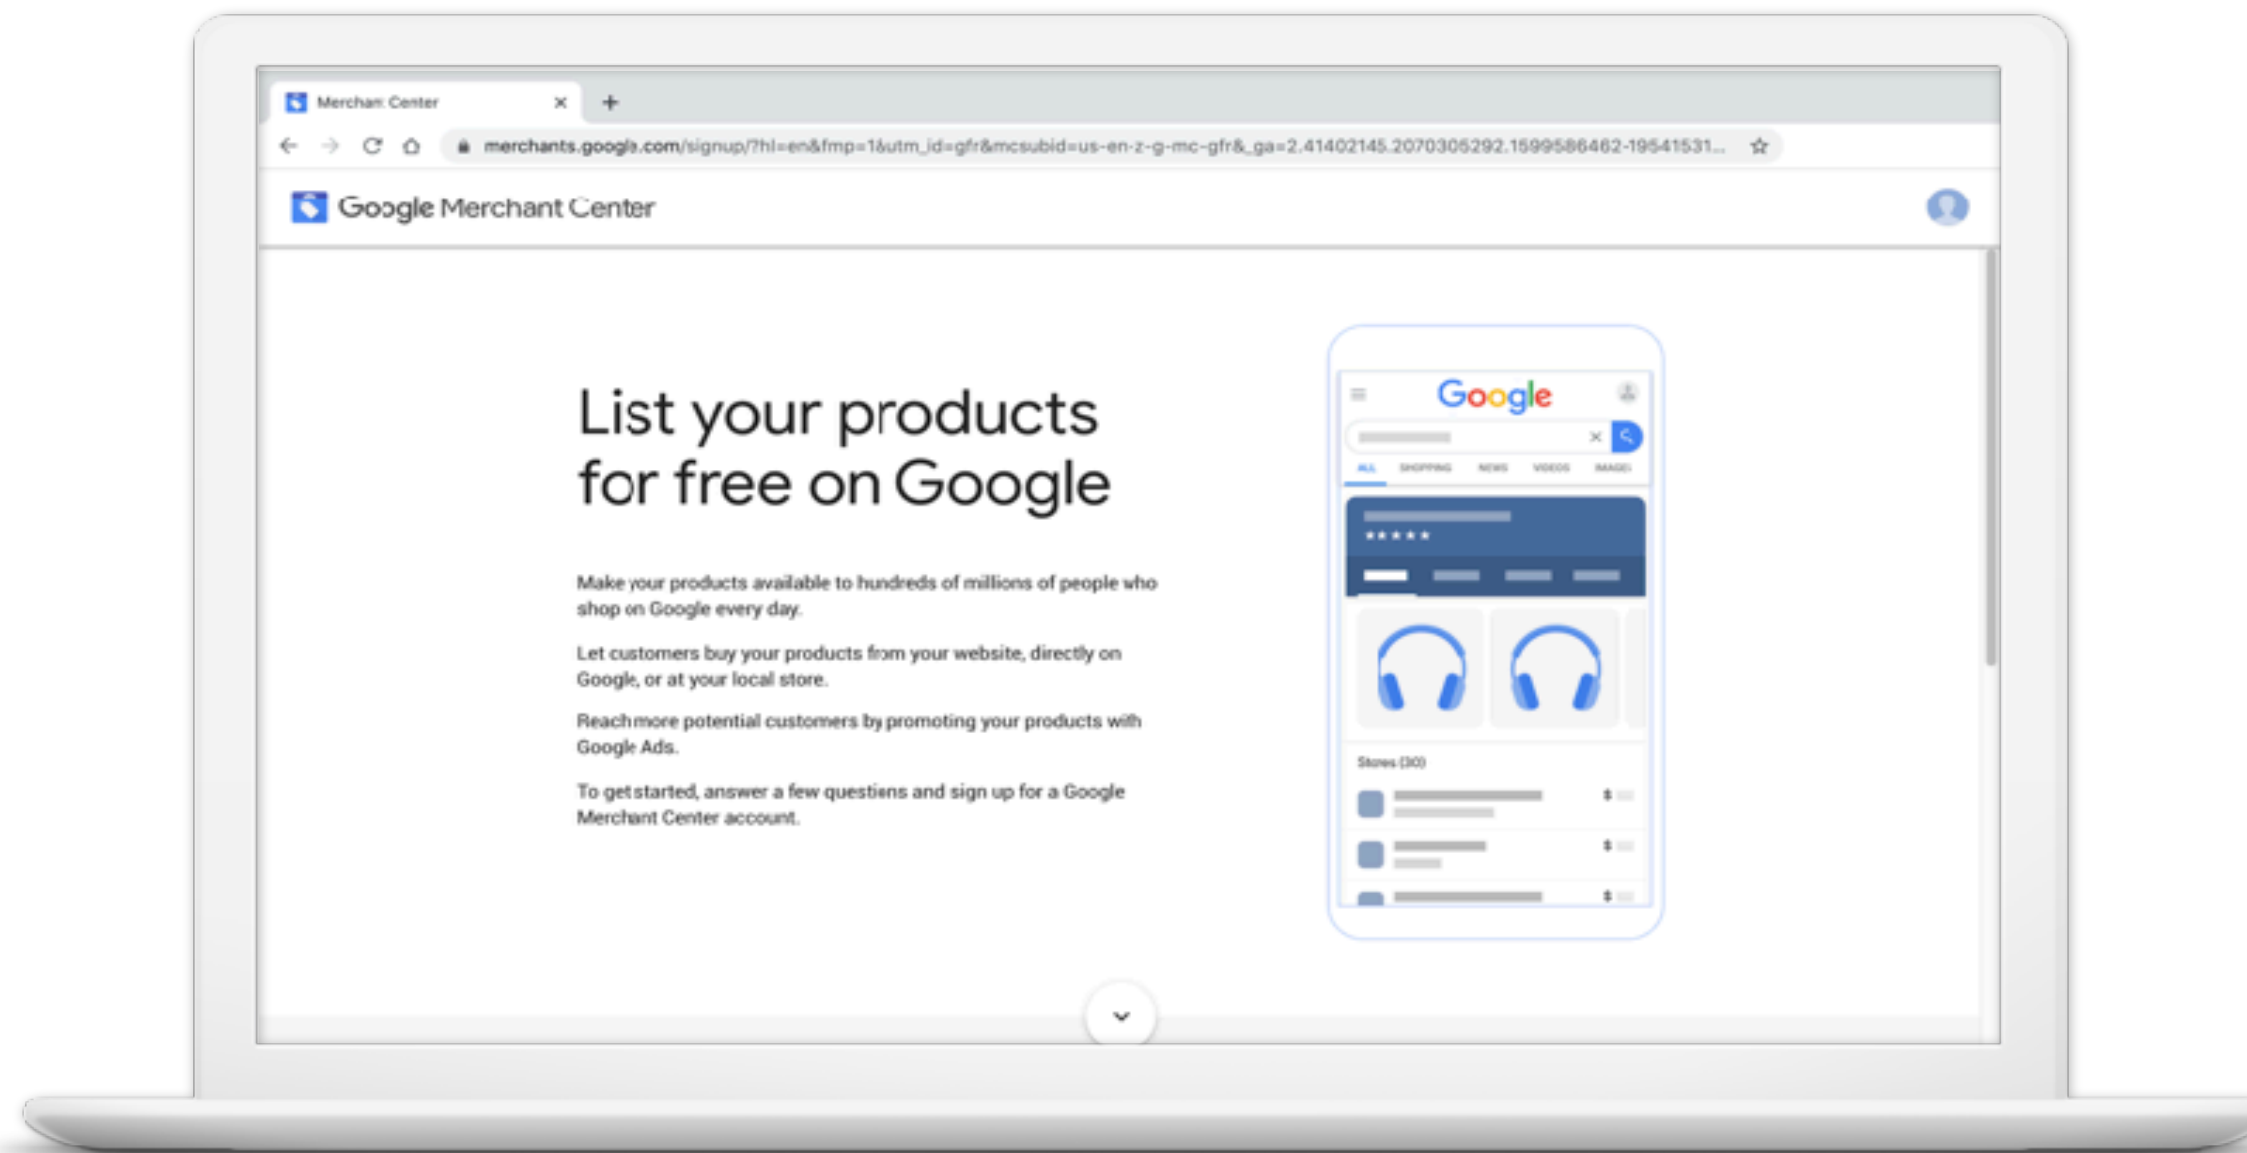 Merchant Center
merchants.google.com/signup/?hl=en&fmp=1&utm_id=gfr&mcsubid=us-en-z-g-mc-gfr&_ga=2.41402145.2070305292.1599586462-19541531...
Google Merchant Center
List your products
for free on Google
Make your products available to hundreds of millions of people who
shop on Google every day.
Let customers buy your products from your website, directly on
Google, or at your local store.
Reach more potential customers by promoting your products with
Google Ads.
To get started, answer a few questions and sign up for a Google
Merchant Center account.
Google
ALL SHOPPING NEWS VIDEOS IMAGES
Stores (30)
$
$
$